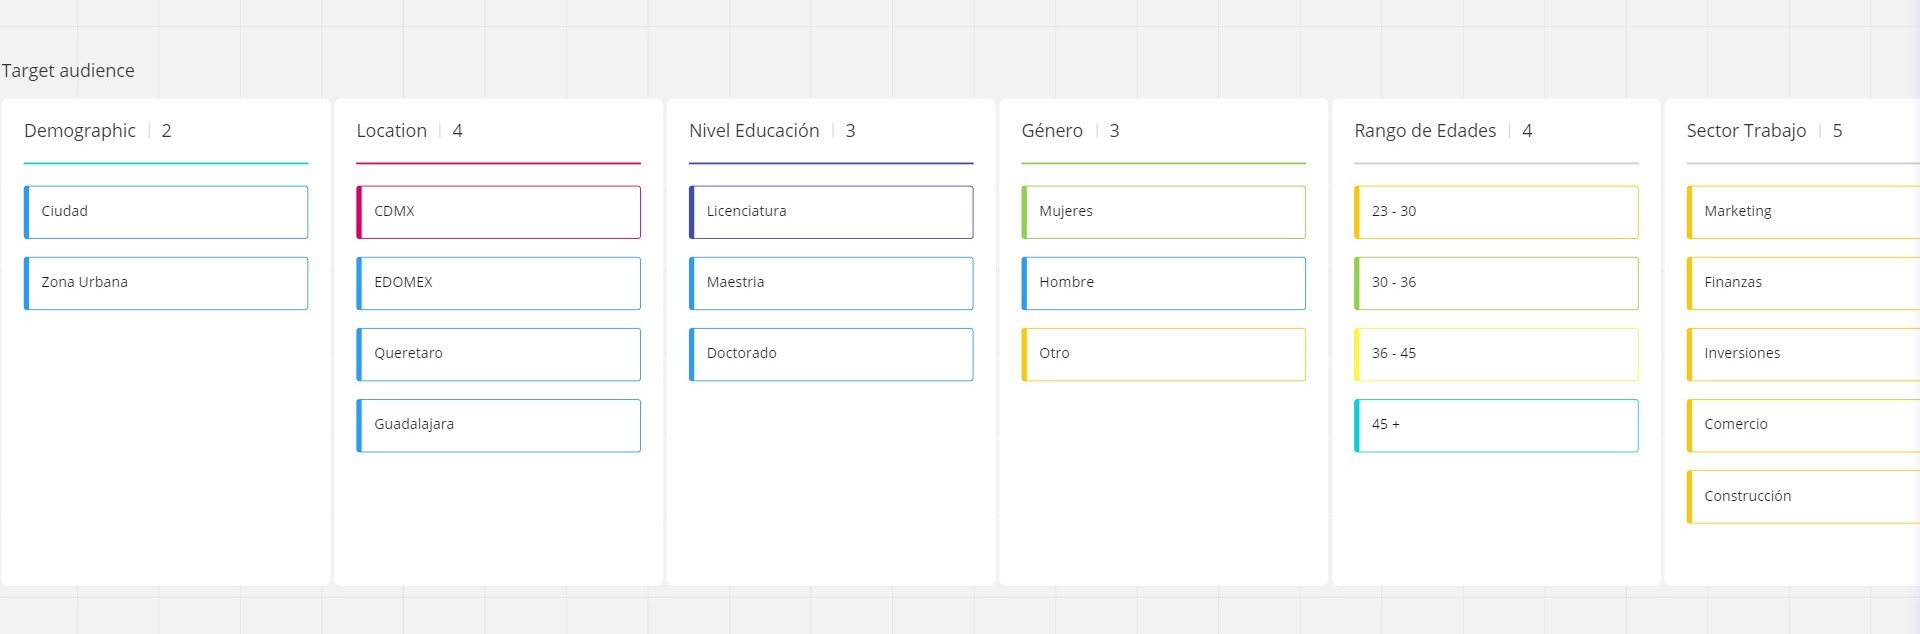 Target audience
Demographic | 2
Ciudad
Zona Urbana
Location | 4
CDMX
EDOMEX
Queretaro
Guadalajara
Nivel Educación | 3
Licenciatura
Maestria
Doctorado
Género | 3
Mujeres
Hombre
Otro
Rango de Edades | 4
23 - 30
30 - 36
36 - 45
45 +
Sector Trabajo | 5
Marketing
Finanzas
Inversiones
Comercio
Construcción